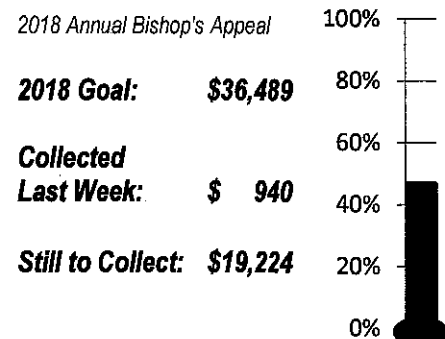 2018 Annual Bishop's Appeal
2018 Goal: $36,489
Collected
Last Week: $ 940
Still to Collect: $19,224
100%
80%
60%
40%
20%
0%